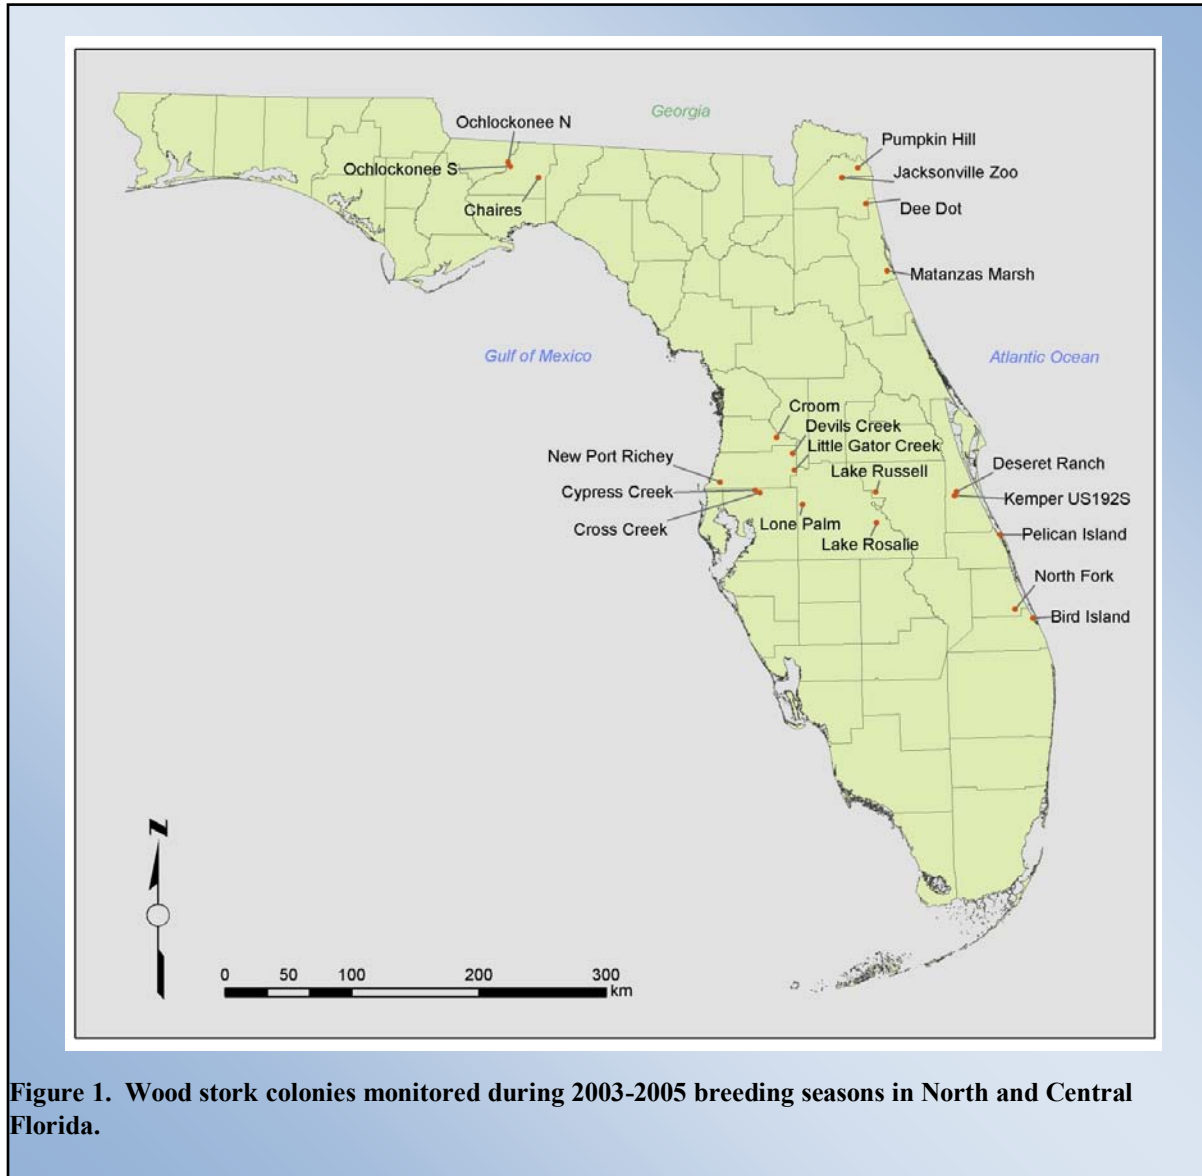 Georgia
Ochlockonee N
Ochlockonee S
Chaires
Pumpkin Hill
Jacksonville Zoo
Dee Dot
Matanzas Marsh
Gulf of Mexico
Atlantic Ocean
Croom
Devils Creek
Little Gator Creek
New Port Richey
Lake Russell
Deseret Ranch
Cypress Creek
Kemper US192S
Cross Creek
Lone Palm
Lake Rosalie
Pelican Island
North Fork
Bird Island
N
0 50 100 200 300
km
Figure 1. Wood stork colonies monitored during 2003-2005 breeding seasons in North and Central
Florida.